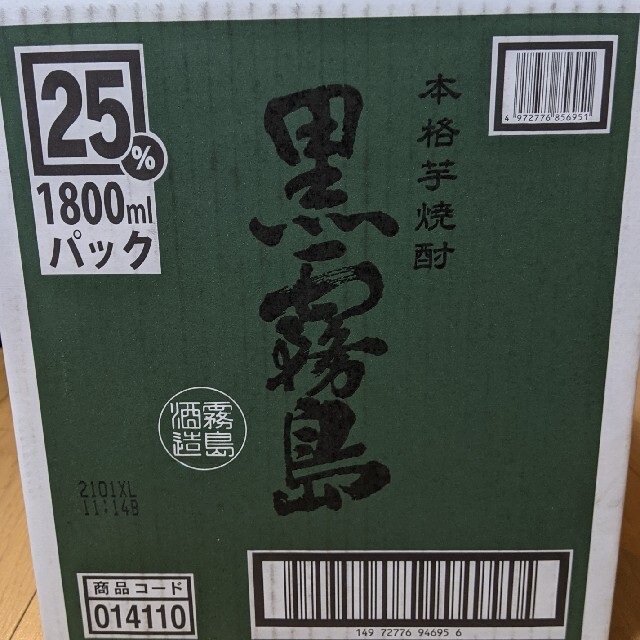 25%
1800ml
パック
黒霧島
本格芋焼酎
4 972776 856951
霧島
酒造
2101XL
11:149
商品コード
014110
149 72776 94695 6